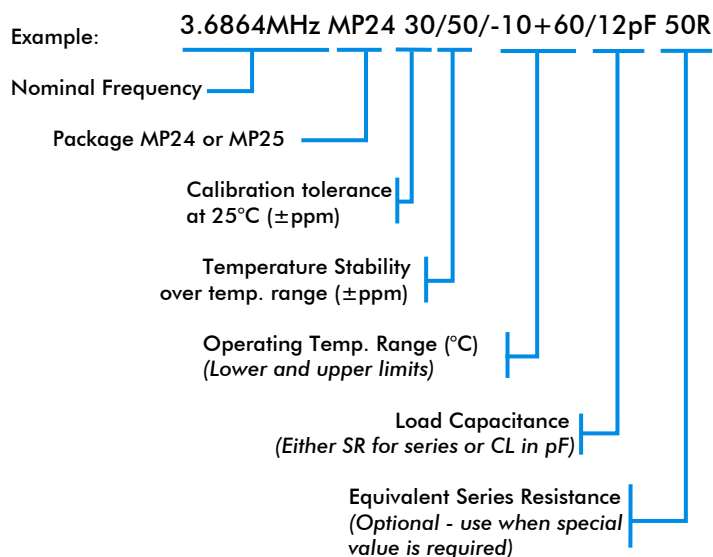 Example: 3.6864MHz MP24 30/50/-10+60/12pF 50R
Nominal Frequency
Package MP24 or MP25
Calibration tolerance
at 25°C (±ppm)
Temperature Stability
over temp. range (±ppm)
Operating Temp. Range (°C)
(Lower and upper limits)
Load Capacitance
(Either SR for series or CL in pF)
Equivalent Series Resistance
(Optional - use when special
value is required)